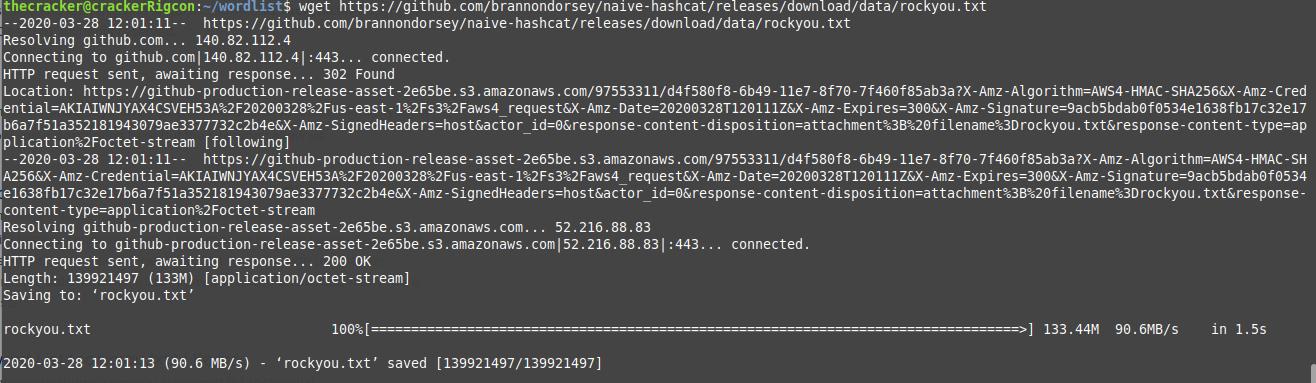 thecracker@crackerRigcon:~/wordlist$ wget https://github.com/brannondorsey/naive-hashcat/releases/download/data/rockyou.txt
--2020-03-28 12:01:11--  https://github.com/brannondorsey/naive-hashcat/releases/download/data/rockyou.txt
Resolving github.com... 140.82.112.4
Connecting to github.com|140.82.112.4|:443... connected.
HTTP request sent, awaiting response... 302 Found
Location: https://github-production-release-asset-2e65be.s3.amazonaws.com/97553311/d4f580f8-6b49-11e7-8f70-7f460f85ab3a?X-Amz-Algorithm=AWS4-HMAC-SHA256&X-Amz-Cred
ential=AKIAIWNJYAX4CSVEH53A%2F20200328%2Fus-east-1%2Fs3%2Faws4_request&X-Amz-Date=20200328T120111Z&X-Amz-Expires=300&X-Amz-Signature=9acb5bdab0f0534e1638fb17c32e17
b6a7f51a352181943079ae3377732c2b4e&X-Amz-SignedHeaders=host&actor_id=0&response-content-disposition=attachment%3B%20filename%3Drockyou.txt&response-content-type=ap
plication%2Foctet-stream [following]
--2020-03-28 12:01:11--  https://github-production-release-asset-2e65be.s3.amazonaws.com/97553311/d4f580f8-6b49-11e7-8f70-7f460f85ab3a?X-Amz-Algorithm=AWS4-HMAC-SH
A256&X-Amz-Credential=AKIAIWNJYAX4CSVEH53A%2F20200328%2Fus-east-1%2Fs3%2Faws4_request&X-Amz-Date=20200328T120111Z&X-Amz-Expires=300&X-Amz-Signature=9acb5bdab0f0534
e1638fb17c32e17b6a7f51a352181943079ae3377732c2b4e&X-Amz-SignedHeaders=host&actor_id=0&response-content-disposition=attachment%3B%20filename%3Drockyou.txt&response-
content-type=application%2Foctet-stream
Resolving github-production-release-asset-2e65be.s3.amazonaws.com... 52.216.88.83
Connecting to github-production-release-asset-2e65be.s3.amazonaws.com|52.216.88.83|:443... connected.
HTTP request sent, awaiting response... 200 OK
Length: 139921497 (133M) [application/octet-stream]
Saving to: ‘rockyou.txt’
rockyou.txt 100%[================================================================================>] 133.44M 90.6MB/s in 1.5s
2020-03-28 12:01:13 (90.6 MB/s) - ‘rockyou.txt’ saved [139921497/139921497]